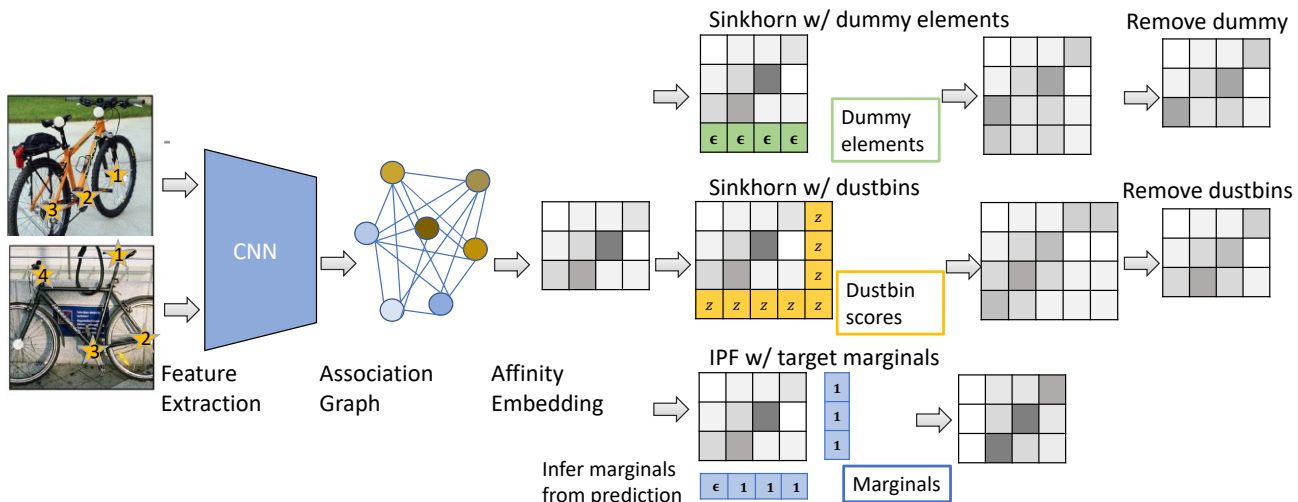 Sinkhorn w/ dummy elements
Remove dummy
ϵ ϵ ϵ ϵ
Dummy
elements
1
2
3
Sinkhorn w/ dustbins
Remove dustbins
CNN
1
4
2
3
z
z
z
z z z z z
Dustbin
scores
IPF w/ target marginals
Feature
Extraction
Association
Graph
Affinity
Embedding
1
1
1
Infer marginals
from prediction
ϵ 1 1 1
Marginals